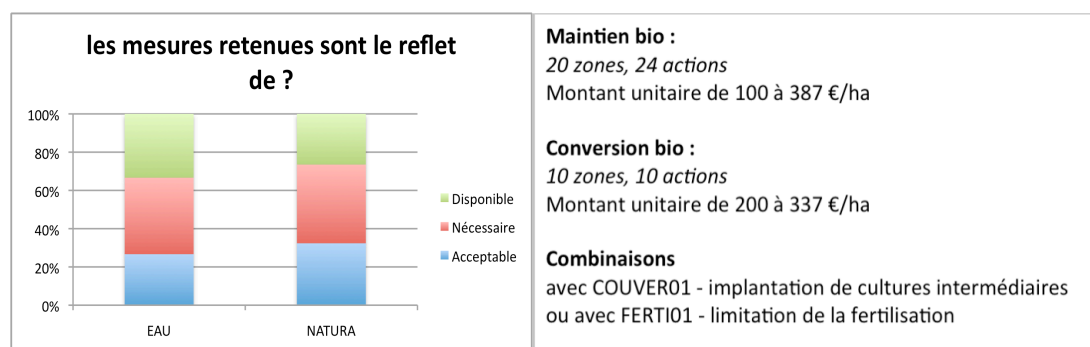 les mesures retenues sont le reflet
de ?
100%
80%
60%
40%
20%
0%
EAU
NATURA
Disponible
Nécessaire
Acceptable
Maintien bio :
20 zones, 24 actions
Montant unitaire de 100 à 387 €/ha
Conversion bio :
10 zones, 10 actions
Montant unitaire de 200 à 337 €/ha
Combinaisons
avec COUVER01 - implantation de cultures intermédiaires
ou avec FERTI01 - limitation de la fertilisation